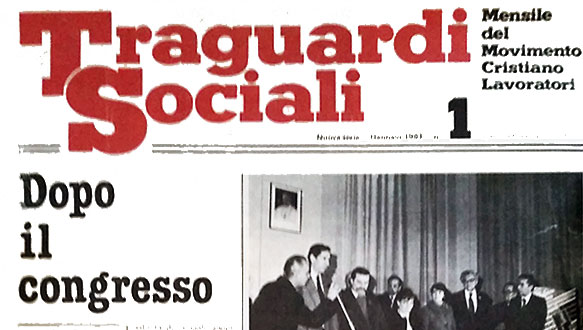 Traguardi
Sociali
Mensile
del
Movimento
Cristiano
Lavoratori
1
Dopo
il
congresso